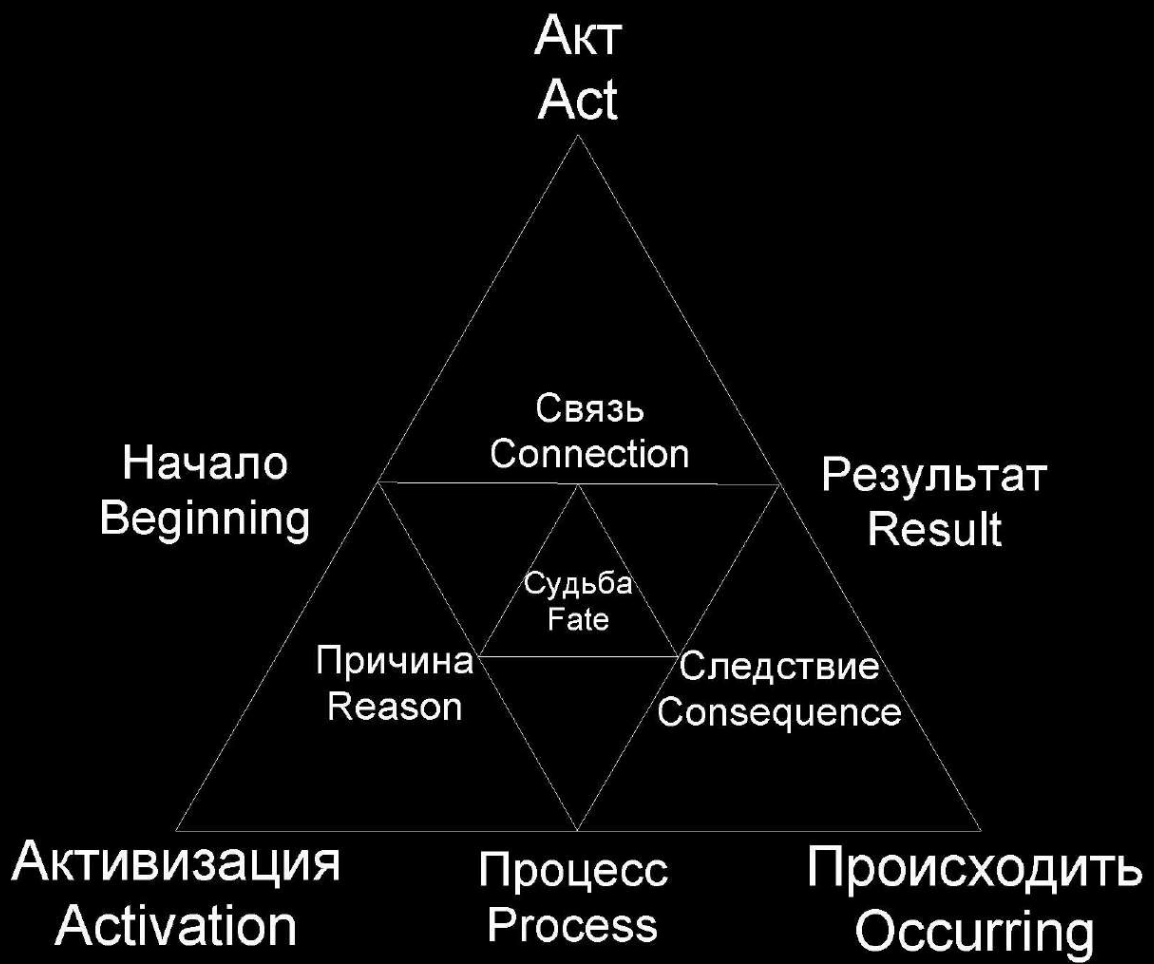 Акт
Act
Связь
Connection
Начало
Beginning
Результат
Result
Судьба
Fate
Причина
Reason
Следствие
Consequence
Активизация
Activation
Процесс
Process
Происходить
Occurring